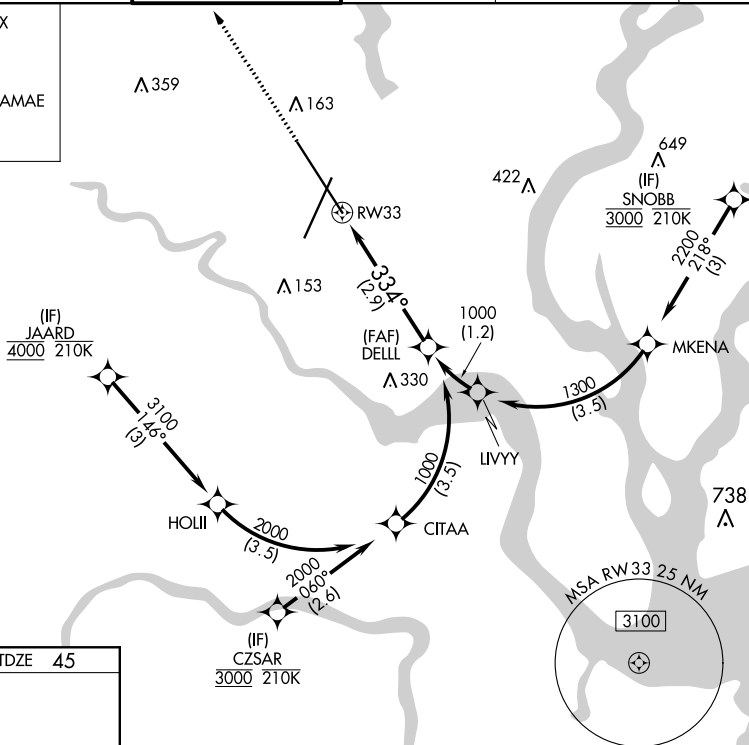 X
AMAE
359
163
649
422
(IF)
SNOBB
3000 210K
2200
218°
(3)
RW33
334°
(2.9)
153
1000
(1.2)
(FAF)
DELLL
MKENA
(IF)
JAARD
4000 210K
330
1300
(3.5)
3100
146°
(3)
LIVYY
1000
(3.5)
738
HOLII
2000
(3.5)
CITAA
2000
060°
(2.6)
MSA RW33 25 NM
3100
(IF)
CZSAR
3000 210K
TDZE 45